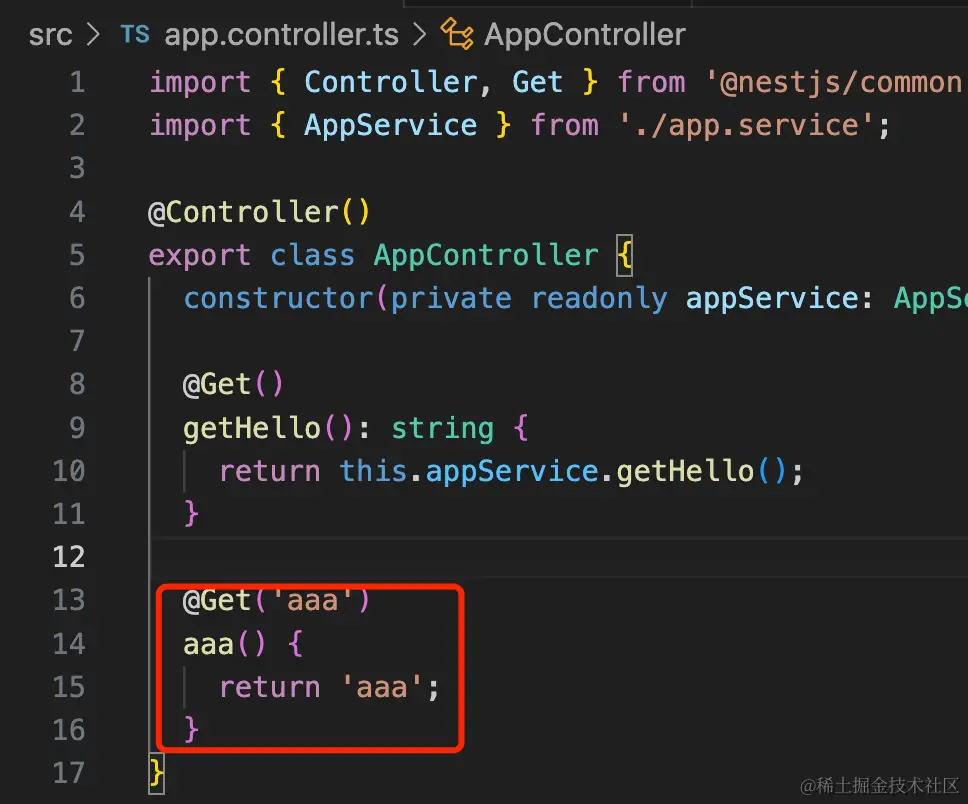 src > TS app.controller.ts > AppController
1 import { Controller, Get } from '@nestjs/common
2 import { AppService } from './app.service';
3
4 @Controller()
5 export class AppController {
6 constructor(private readonly appService: AppSe
7
8 @Get()
9 getHello(): string {
10 return this.appService.getHello();
11 }
12
13 @Get('aaa')
14 aaa() {
15 return 'aaa';
16 }
17 }
@稀土掘金技术社区